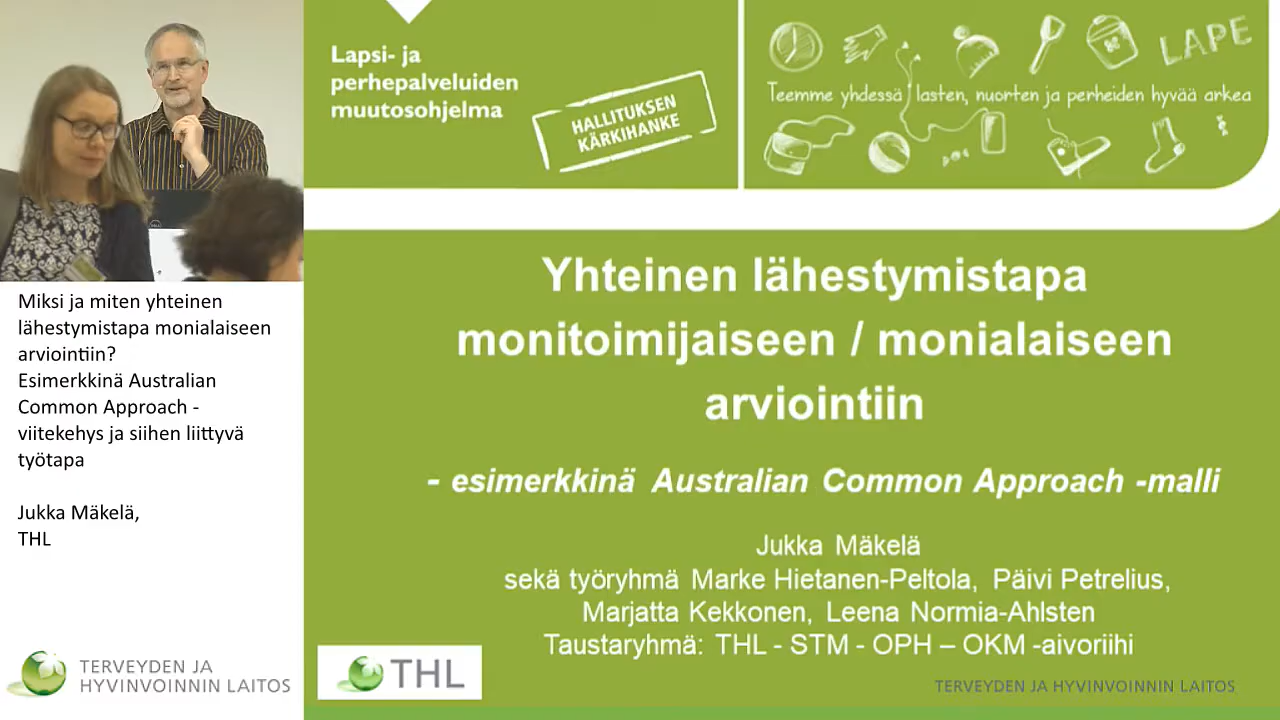 Miksi ja miten yhteinen
lähestymistapa monialaiseen
arviointiin?
Esimerkkinä Australian
Common Approach -
viitekehys ja siihen liittyvä
työtapa
Jukka Mäkelä,
THL
TERVEYDEN JA
HYVINVOINNIN LAITOS
Lapsi- ja
perhepalveluiden
muutosohjelma
HALLITUKSEN
KÄRKIHANKE
LAPE
Teemme yhdessä lasten, nuorten ja perheiden hyvää arkea
Yhteinen lähestymistapa
monitoimijaiseen / monialaiseen
arviointiin
- esimerkkinä Australian Common Approach -malli
Jukka Mäkelä
sekä työryhmä Marke Hietanen-Peltola, Päivi Petrelius,
Marjatta Kekkonen, Leena Normia-Ahlsten
Taustaryhmä: THL - STM - OPH – OKM -aivoriihi
THL
TERVEYDEN JA HYVINVOINNIN LAITOS